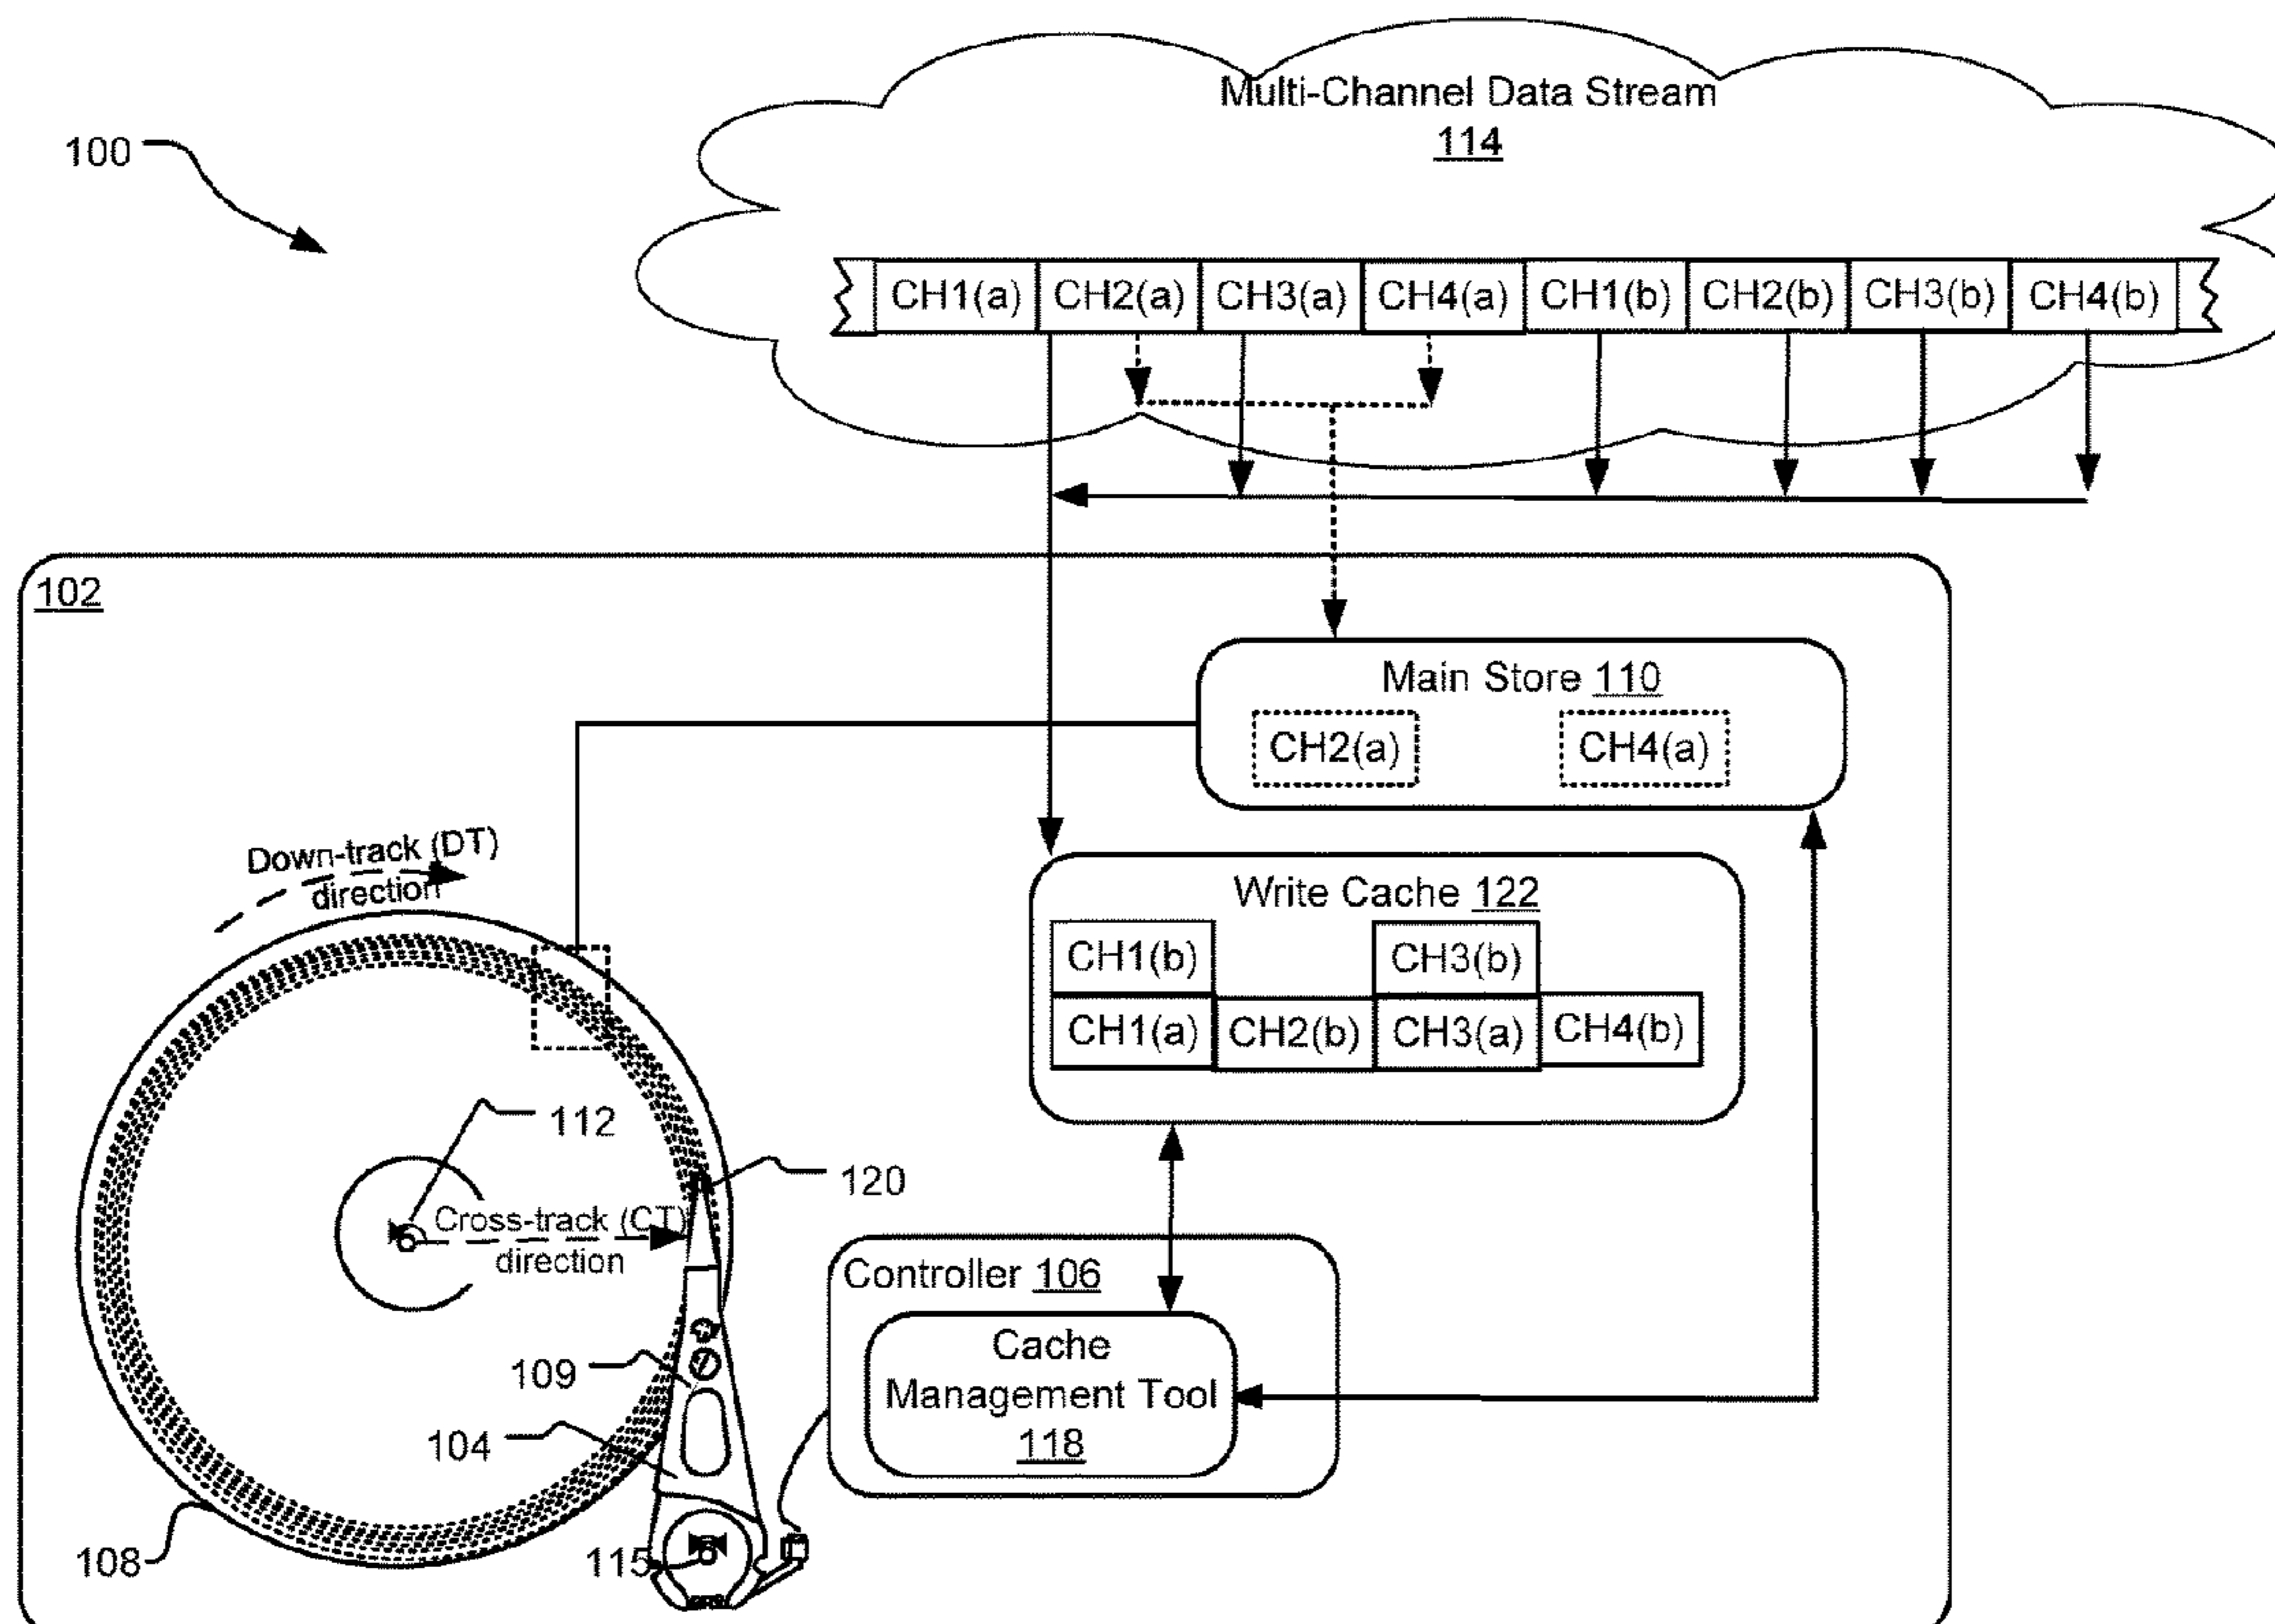 Multi-Channel Data Stream
114
100
CH1(a) CH2(a) CH3(a) CH4(a) CH1(b) CH2(b) CH3(b) CH4(b)
102
Main Store 110
CH2(a) CH4(a)
Down-track (DT)
direction
Write Cache 122
CH1(b) CH3(b)
CH1(a) CH2(b) CH3(a) CH4(b)
112
120
Cross-track (CT)
direction
Controller 106
Cache
Management Tool
118
109
104
108
115